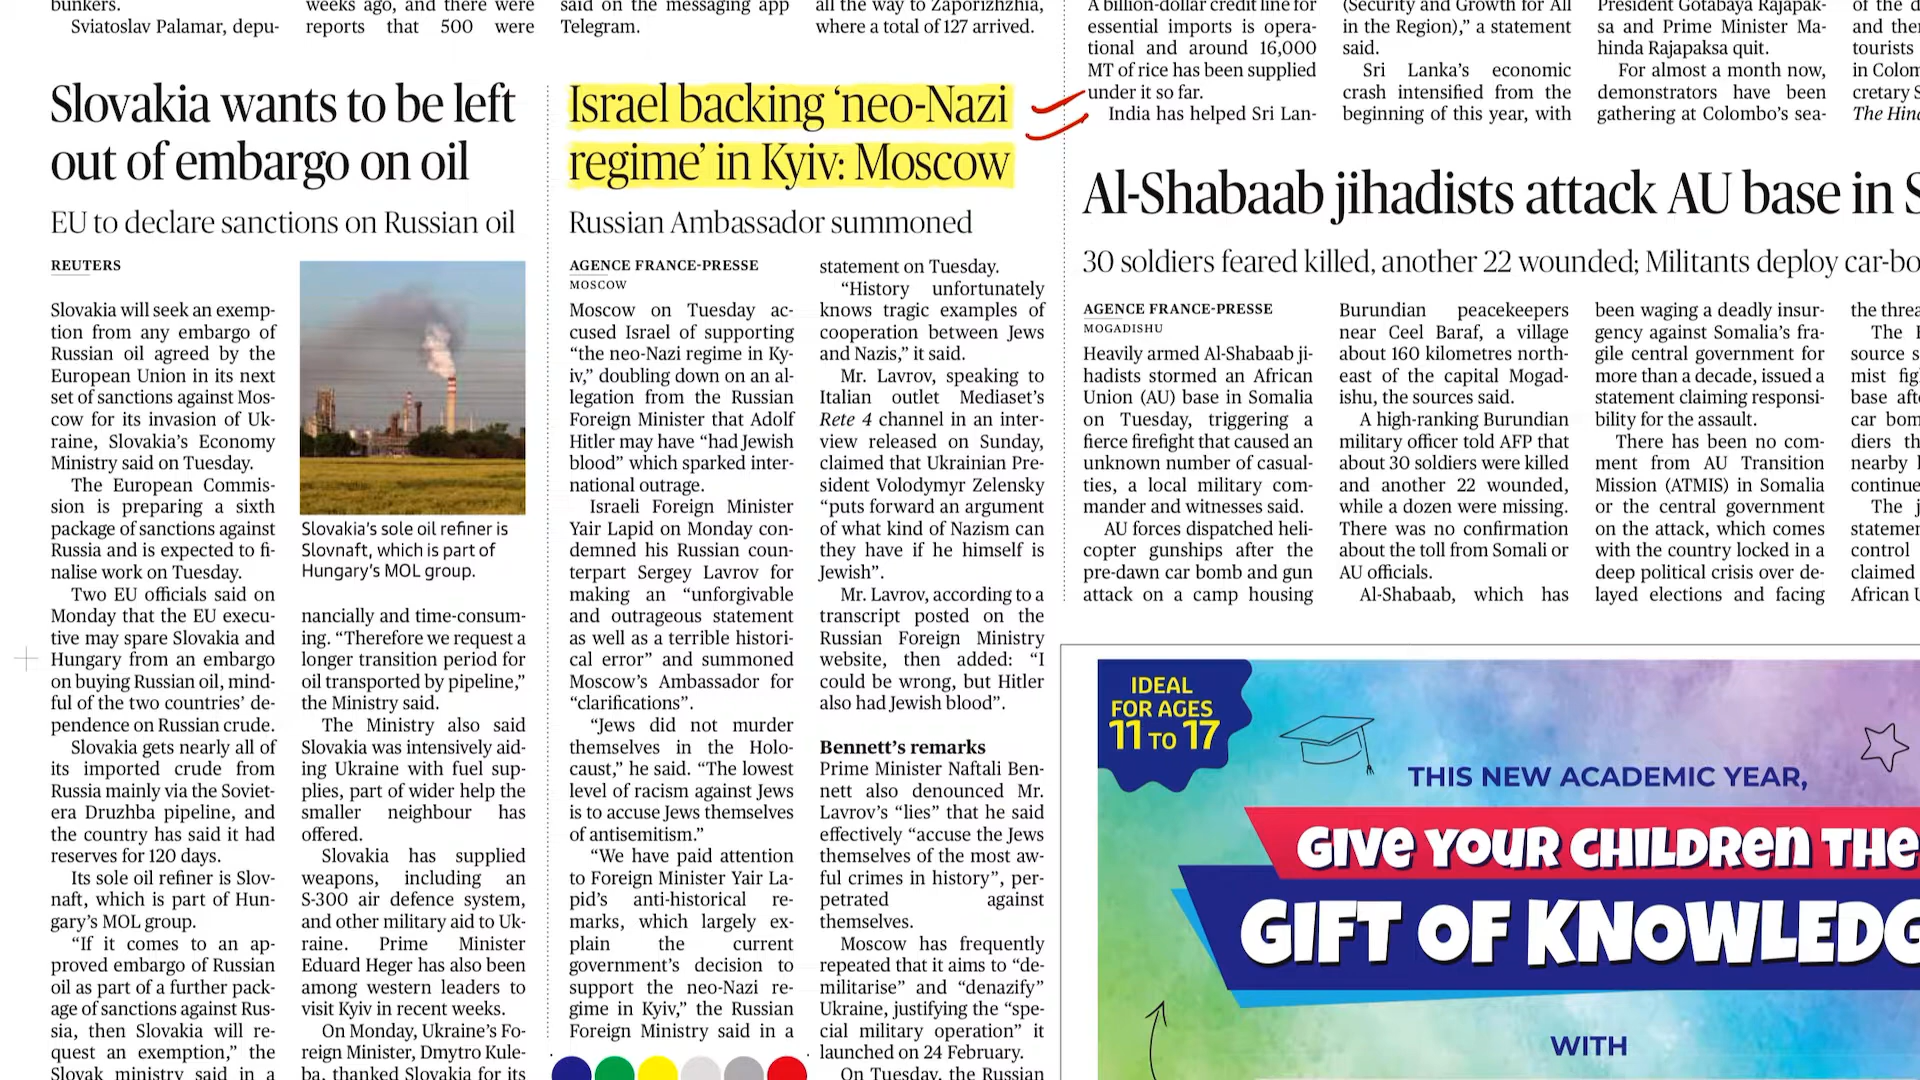 bunkers.
Sviatoslav Palamar, depu-
weeks ago, and there were
reports that 500 were
said on the messaging app
Telegram.
all the way to Zaporizhzhia,
where a total of 127 arrived.
Slovakia wants to be left
out of embargo on oil
EU to declare sanctions on Russian oil
REUTERS
Slovakia will seek an exemp-
tion from any embargo of
Russian oil agreed by the
European Union in its next
set of sanctions against Mos-
cow for its invasion of Uk-
raine, Slovakia's Economy
Ministry said on Tuesday.
The European Commis-
sion is preparing a sixth
package of sanctions against
Russia and is expected to fi-
nalise work on Tuesday.
Two EU officials said on
Monday that the EU execu-
tive may spare Slovakia and
Hungary from an embargo
on buying Russian oil, mind-
ful of the two countries' de-
pendence on Russian crude.
Slovakia gets nearly all of
its imported crude from
Russia mainly via the Soviet-
era Druzhba pipeline, and
the country has said it had
reserves for 120 days.
Its sole oil refiner is Slov-
naft, which is part of Hun-
gary's MOL group.
"If it comes to an ap-
proved embargo of Russian
oil as part of a further pack-
age of sanctions against Rus-
sia, then Slovakia will re-
quest an exemption," the
Slovak ministry said in a
Slovakia's sole oil refiner is
Slovnaft, which is part of
Hungary's MOL group.
nancially and time-consum-
ing. "Therefore we request a
longer transition period for
oil transported by pipeline,"
the Ministry said.
The Ministry also said
Slovakia was intensively aid-
ing Ukraine with fuel sup-
plies, part of wider help the
smaller neighbour has
offered.
Slovakia has supplied
weapons, including an
S-300 air defence system,
and other military aid to Uk-
raine. Prime Minister
Eduard Heger has also been
among western leaders to
visit Kyiv in recent weeks.
On Monday, Ukraine's Fo-
reign Minister, Dmytro Kule-
ba, thanked Slovakia for its
Israel backing 'neo-Nazi
regime' in Kyiv: Moscow
Russian Ambassador summoned
AGENCE FRANCE-PRESSE
MOSCOW
Moscow on Tuesday ac-
cused Israel of supporting
"the neo-Nazi regime in Ky-
iv," doubling down on an al-
legation from the Russian
Foreign Minister that Adolf
Hitler may have "had Jewish
blood" which sparked inter-
national outrage.
Israeli Foreign Minister
Yair Lapid on Monday con-
demned his Russian coun-
terpart Sergey Lavrov for
making an "unforgivable
and outrageous statement
as well as a terrible histori-
cal error" and summoned
Moscow's Ambassador for
"clarifications".
"Jews did not murder
themselves in the Holo-
caust," he said. "The lowest
level of racism against Jews
is to accuse Jews themselves
of antisemitism."
"We have paid attention
to Foreign Minister Yair La-
pid's anti-historical re-
marks, which largely ex-
plain the current
government's decision to
support the neo-Nazi re-
gime in Kyiv," the Russian
Foreign Ministry said in a
statement on Tuesday.
"History unfortunately
knows tragic examples of
cooperation between Jews
and Nazis," it said.
Mr. Lavrov, speaking to
Italian outlet Mediaset's
Rete 4 channel in an inter-
view released on Sunday,
claimed that Ukrainian Pre-
sident Volodymyr Zelensky
"puts forward an argument
of what kind of Nazism can
they have if he himself is
Jewish".
Mr. Lavrov, according to a
transcript posted on the
Russian Foreign Ministry
website, then added: "I
could be wrong, but Hitler
also had Jewish blood".
Bennett's remarks
Prime Minister Naftali Ben-
nett also denounced Mr.
Lavrov's "lies" that he said
effectively "accuse the Jews
themselves of the most aw-
ful crimes in history", per-
petrated against
themselves.
Moscow has frequently
repeated that it aims to "de-
militarise" and "denazify"
Ukraine, justifying the "spe-
cial military operation" it
launched on 24 February.
On Tuesday, the Russian
A billion-dollar credit line for
essential imports is opera-
tional and around 16,000
MT of rice has been supplied
under it so far.
India has helped Sri Lan-
(Security and Growth for All
in the Region)," a statement
said.
Sri Lanka's economic
crash intensified from the
beginning of this year, with
President Gotabaya Rajapak-
sa and Prime Minister Ma-
hinda Rajapaksa quit.
For almost a month now,
demonstrators have been
gathering at Colombo's sea-
of the d
and ther
tourists
in Colom
cretary S
The Hind
Al-Shabaab jihadists attack AU base in S
30 soldiers feared killed, another 22 wounded; Militants deploy car-bo
AGENCE FRANCE-PRESSE
MOGADISHU
Heavily armed Al-Shabaab ji-
hadists stormed an African
Union (AU) base in Somalia
on Tuesday, triggering a
fierce firefight that caused an
unknown number of casual-
ties, a local military com-
mander and witnesses said.
AU forces dispatched heli-
copter gunships after the
pre-dawn car bomb and gun
attack on a camp housing
Burundian peacekeepers
near Ceel Baraf, a village
about 160 kilometres north-
east of the capital Mogad-
ishu, the sources said.
A high-ranking Burundian
military officer told AFP that
about 30 soldiers were killed
and another 22 wounded,
while a dozen were missing.
There was no confirmation
about the toll from Somali or
AU officials.
Al-Shabaab, which has
been waging a deadly insur-
gency against Somalia's fra-
gile central government for
more than a decade, issued a
statement claiming responsi-
bility for the assault.
There has been no com-
ment from AU Transition
Mission (ATMIS) in Somalia
or the central government
on the attack, which comes
with the country locked in a
deep political crisis over de-
layed elections and facing
the threa
source s
mist fig
base afte
car bom
diers th
nearby
continue
The j
statemen
control
claimed
African U
IDEAL
FOR AGES
11 TO 17
THIS NEW ACADEMIC YEAR,
GIVE YOUR CHILDREN THE
GIFT OF KNOWLEDG
WITH